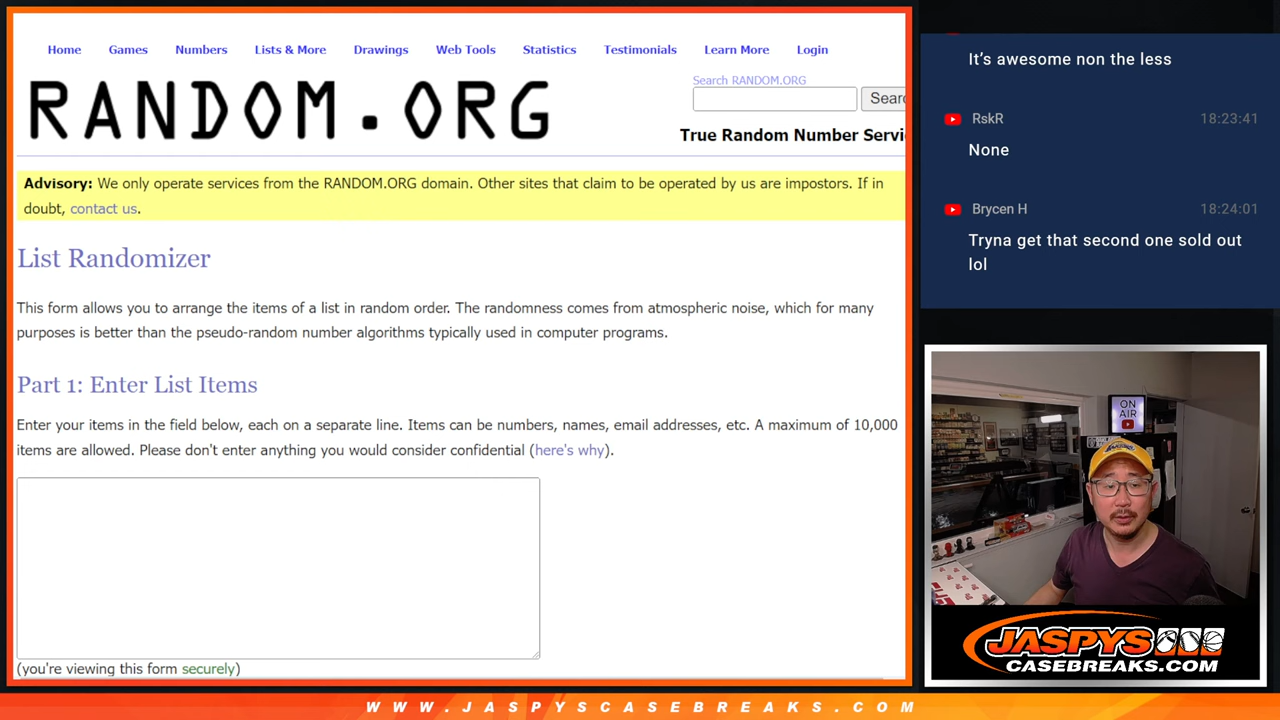 Home Games Numbers Lists & More Drawings Web Tools Statistics Testimonials Learn More Login
RANDOM.ORG
Search RANDOM.ORG
Searc
True Random Number Servi
Advisory: We only operate services from the RANDOM.ORG domain. Other sites that claim to be operated by us are impostors. If in
doubt, contact us.
List Randomizer
This form allows you to arrange the items of a list in random order. The randomness comes from atmospheric noise, which for many
purposes is better than the pseudo-random number algorithms typically used in computer programs.
Part 1: Enter List Items
Enter your items in the field below, each on a separate line. Items can be numbers, names, email addresses, etc. A maximum of 10,000
items are allowed. Please don't enter anything you would consider confidential (here's why).
(you're viewing this form securely)
It's awesome non the less
RskR 18:23:41
None
Brycen H 18:24:01
Tryna get that second one sold out
lol
ON
AIR
JASPYS
CASEBREAKS.COM
WWW.JASPYSCASEBREAKS.COM